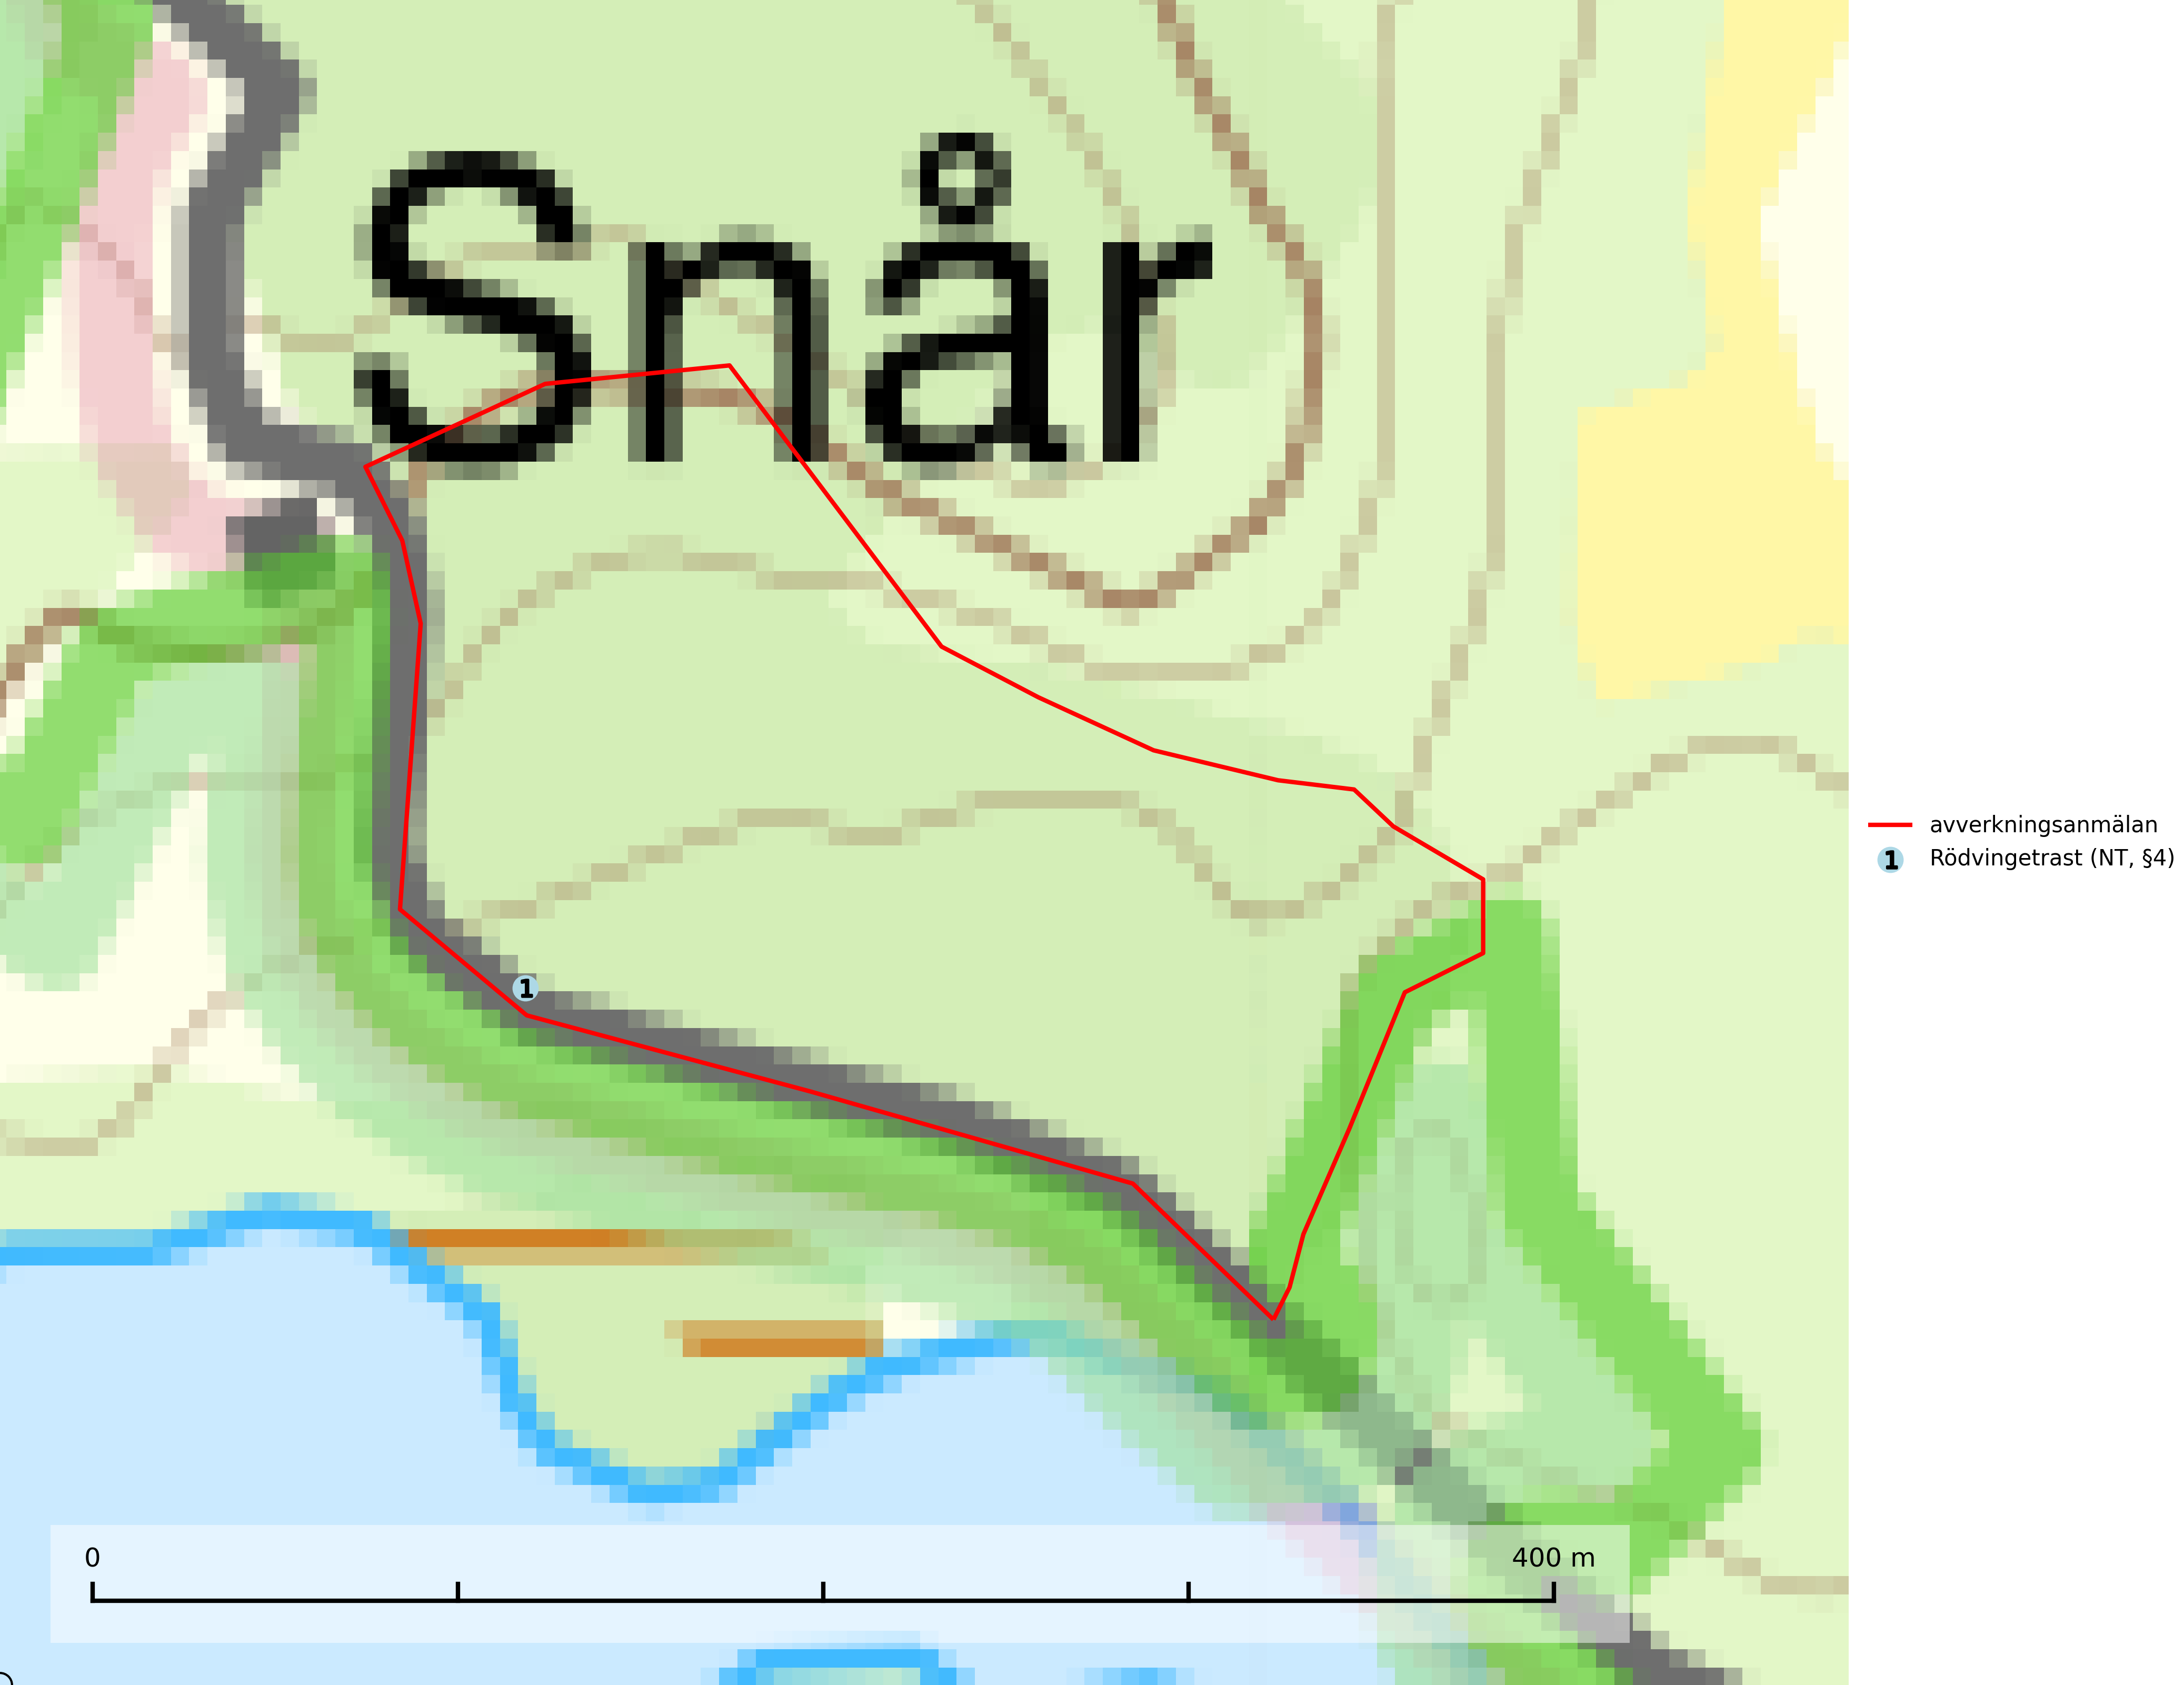 Snår
1
avverkningsanmälan
1 Rödvingetrast (NT, §4)
0 400 m